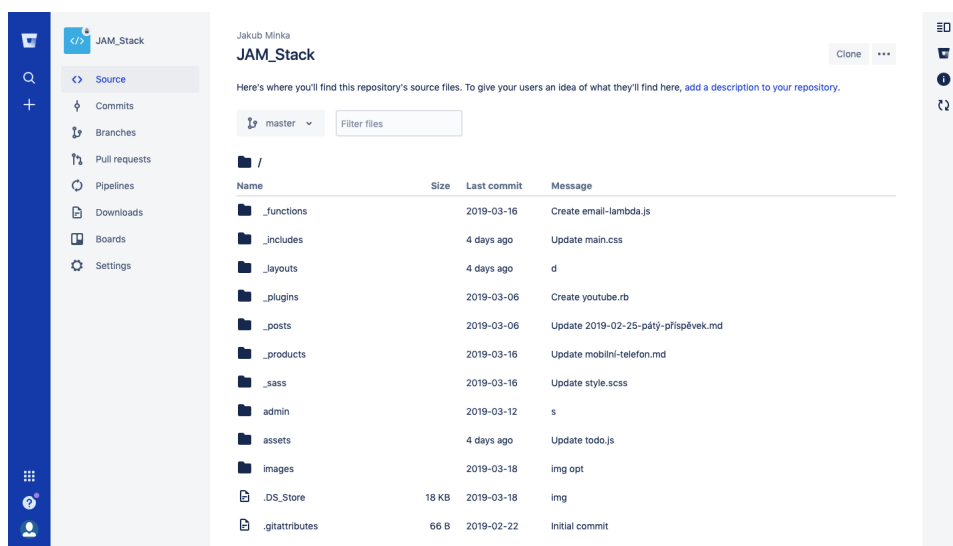 JAM_Stack
Source
Commits
Branches
Pull requests
Pipelines
Downloads
Boards
Settings
Jakub Minka
JAM_Stack
Clone
Here's where you'll find this repository's source files. To give your users an idea of what they'll find here, add a description to your repository.
master
Filter files
/
Name Size Last commit Message
_functions 2019-03-16 Create email-lambda.js
_includes 4 days ago Update main.css
_layouts 4 days ago d
_plugins 2019-03-06 Create youtube.rb
_posts 2019-03-06 Update 2019-02-25-pátý-příspěvek.md
_products 2019-03-16 Update mobilní-telefon.md
_sass 2019-03-16 Update style.scss
admin 2019-03-12 s
assets 4 days ago Update todo.js
images 2019-03-18 img opt
.DS_Store 18 KB 2019-03-18 img
.gitattributes 66 B 2019-02-22 Initial commit